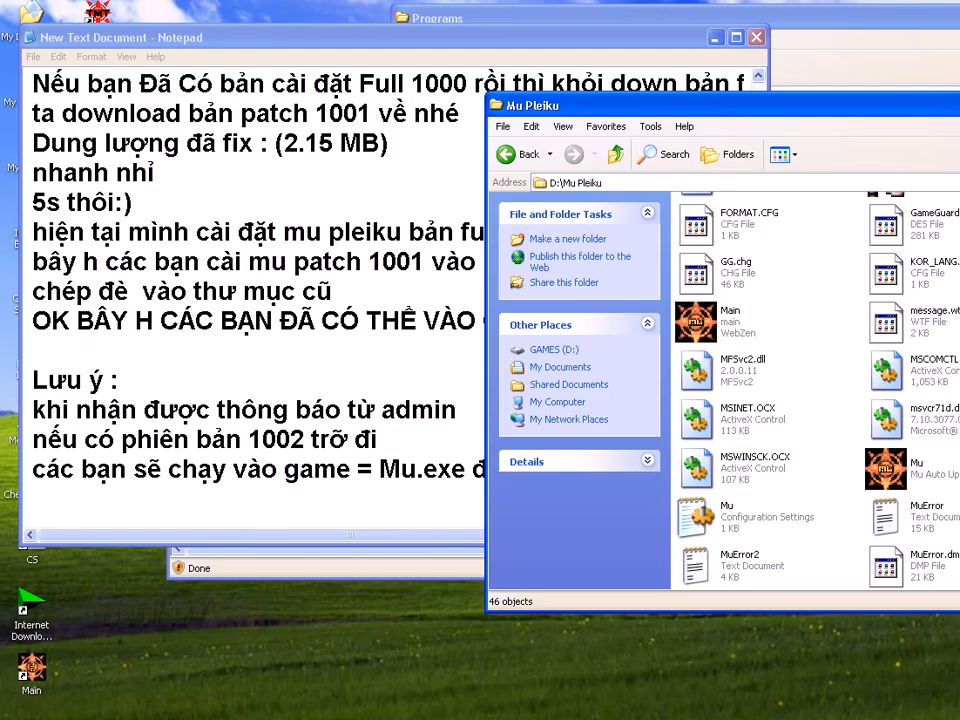 Programs
New Text Document - Notepad
File Edit Format View Help
Nếu bạn Đã Có bản cài đặt Full 1000 rồi thì khỏi down bản f
ta download bản patch 1001 về nhé
Dung lượng đã fix : (2.15 MB)
nhanh nhỉ
5s thôi:)
hiện tại mình cài đặt mu pleiku bản fu
bây h các bạn cài mu patch 1001 vào
chép đè vào thư mục cũ
OK BÂY H CÁC BẠN ĐÃ CÓ THỂ VÀO
Lưu ý :
khi nhận được thông báo từ admin
nếu có phiên bản 1002 trỡ đi
các bạn sẽ chạy vào game = Mu.exe đ
Done
Mu Pleiku
File Edit View Favorites Tools Help
Back Search Folders
Address D:\Mu Pleiku
File and Folder Tasks
Make a new folder
Publish this folder to the
Web
Share this folder
Other Places
GAMES (D:)
My Documents
Shared Documents
My Computer
My Network Places
Details
FORMAT.CFG
CFG File
1 KB
GameGuard
DES File
281 KB
GG.chg
CHG File
46 KB
KOR_LANG.
CFG File
1 KB
Main
main
WebZen
message.wt
WTF File
2 KB
MFSvc2.dll
2.0.0.11
MFSvc2
MSCOMCTL
ActiveX Co
1,053 KB
MSINET.OCX
ActiveX Control
113 KB
msvcr71d.d
7.10.3077.0
Microsoft®
MSWINSCK.OCX
ActiveX Control
107 KB
Mu
Mu Auto Up
Mu
Configuration Settings
1 KB
MuError
Text Docum
15 KB
MuError2
Text Document
4 KB
MuError.dm
DMP File
21 KB
46 objects
CS
Internet
Downlo...
Main